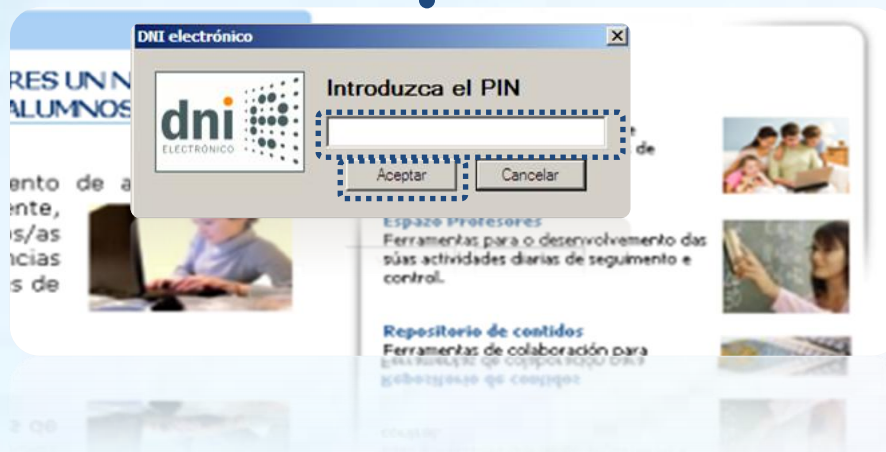 DNI electrónico
Introduzca el PIN
dni
ELECTRÓNICO
Aceptar
Cancelar
RES UN N
ALUMNOS
ento de a
ente,
os/as
ncias
s de
de
Espazo Profesores
Ferramentas para o desenvolvemento das
súas actividades diarias de seguimento e
control.
Repositorio de contidos
Ferramentas de colaboración para